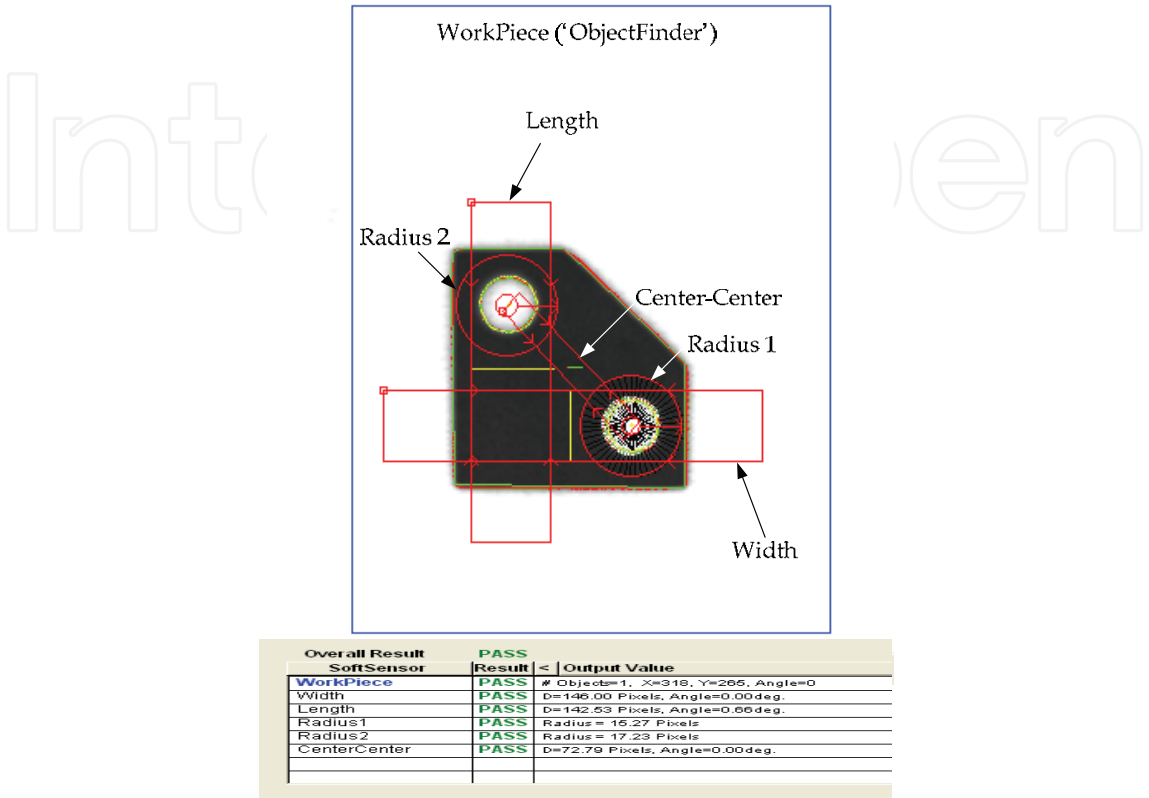 WorkPiece (‘ObjectFinder’)
Length
Radius 2
Center-Center
Radius 1
Width
Inte en
Overall Result PASS
SoftSensor Result < Output Value
WorkPiece PASS # Objects=1, X=318, Y=265, Angle=0
Width PASS D=146.00 Pixels, Angle=0.00deg.
Length PASS D=142.53 Pixels, Angle=0.66deg.
Radius1 PASS Radius = 15.27 Pixels
Radius2 PASS Radius = 17.23 Pixels
CenterCenter PASS D=72.79 Pixels, Angle=0.00deg.